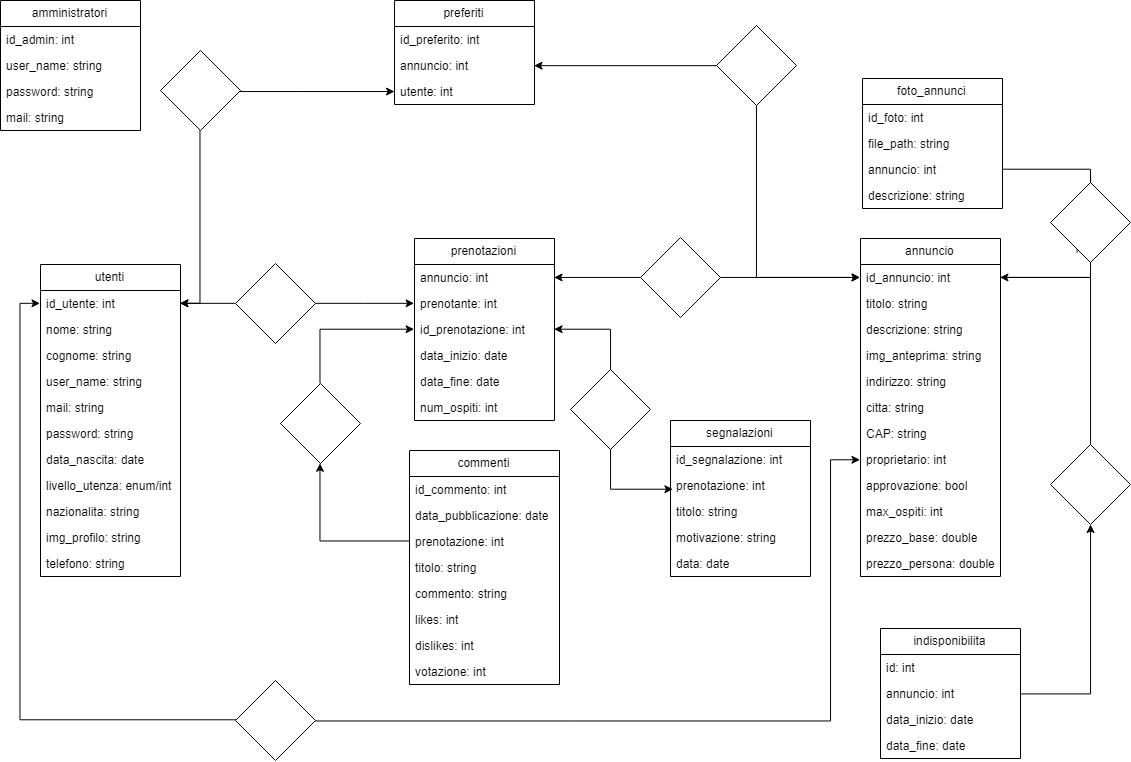 amministratori
id_admin: int
user_name: string
password: string
mail: string
preferiti
id_preferito: int
annuncio: int
utente: int
foto_annunci
id_foto: int
file_path: string
annuncio: int
descrizione: string
utenti
id_utente: int
nome: string
cognome: string
user_name: string
mail: string
password: string
data_nascita: date
livello_utenza: enum/int
nazionalita: string
img_profilo: string
telefono: string
prenotazioni
annuncio: int
prenotante: int
id_prenotazione: int
data_inizio: date
data_fine: date
num_ospiti: int
annuncio
id_annuncio: int
titolo: string
descrizione: string
img_anteprima: string
indirizzo: string
citta: string
CAP: string
proprietario: int
approvazione: bool
max_ospiti: int
prezzo_base: double
prezzo_persona: double
commenti
id_commento: int
data_pubblicazione: date
prenotazione: int
titolo: string
commento: string
likes: int
dislikes: int
votazione: int
segnalazioni
id_segnalazione: int
prenotazione: int
titolo: string
motivazione: string
data: date
indisponibilita
id: int
annuncio: int
data_inizio: date
data_fine: date